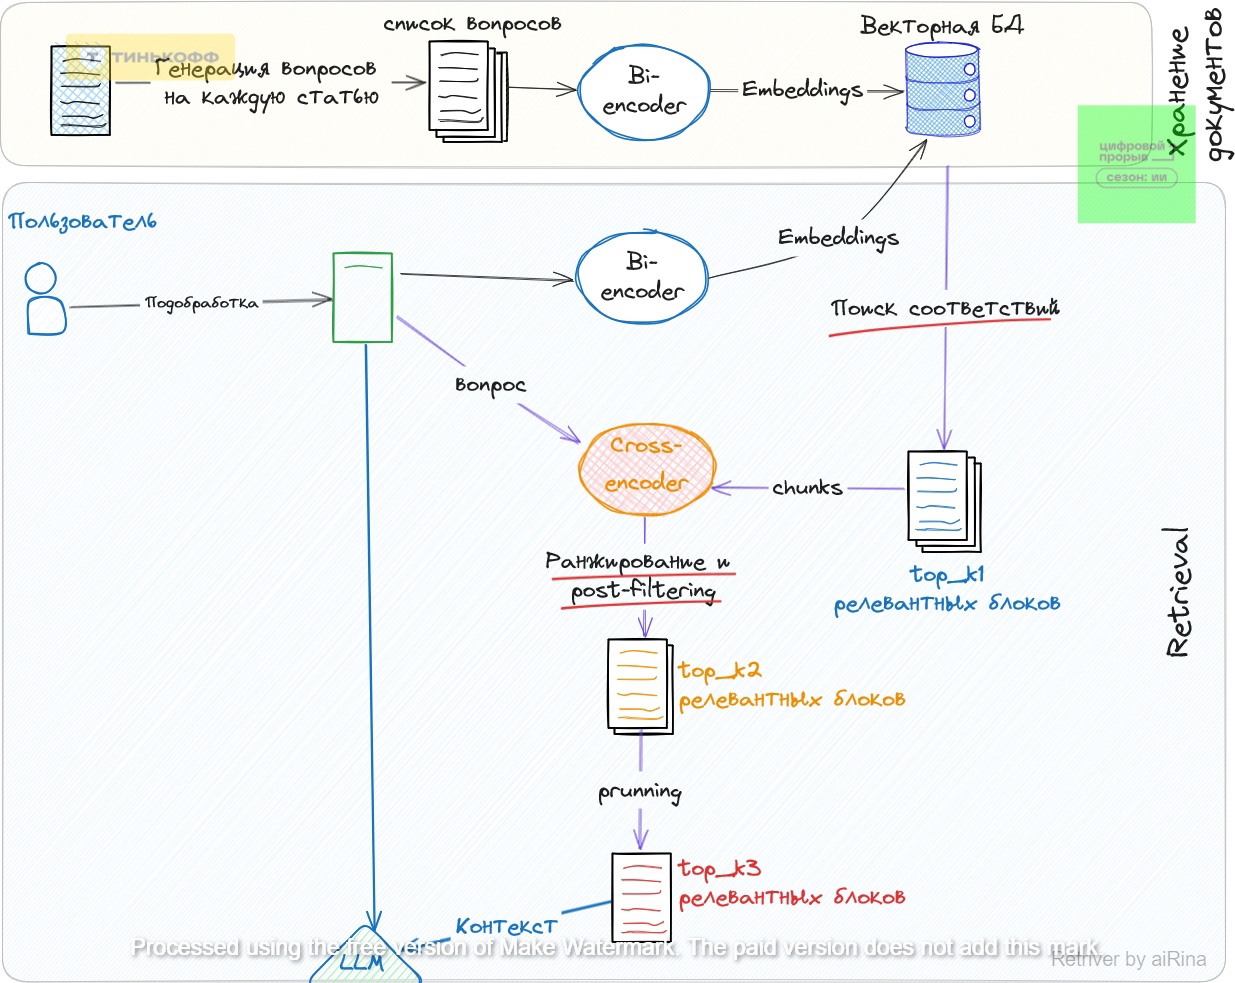 список вопросов
Векторная БД
ТИНЬКОФФ
Генерация вопросов
на каждую статью
Bi-
encoder
Embeddings
хранение
документов
цифровой
прорыв
сезон: ии
Пользователь
Подобработка
Bi-
encoder
Embeddings
Поиск соответствий
вопрос
Cross-
encoder
chunks
Ранжирование и
post-filtering
top_k1
релевантных блоков
Retrieval
top_k2
релевантных блоков
prunning
top_k3
релевантных блоков
Контекст
LLM
Processed using the free version of Make Watermark. The paid version does not add this mark.
Retriver by aiRina